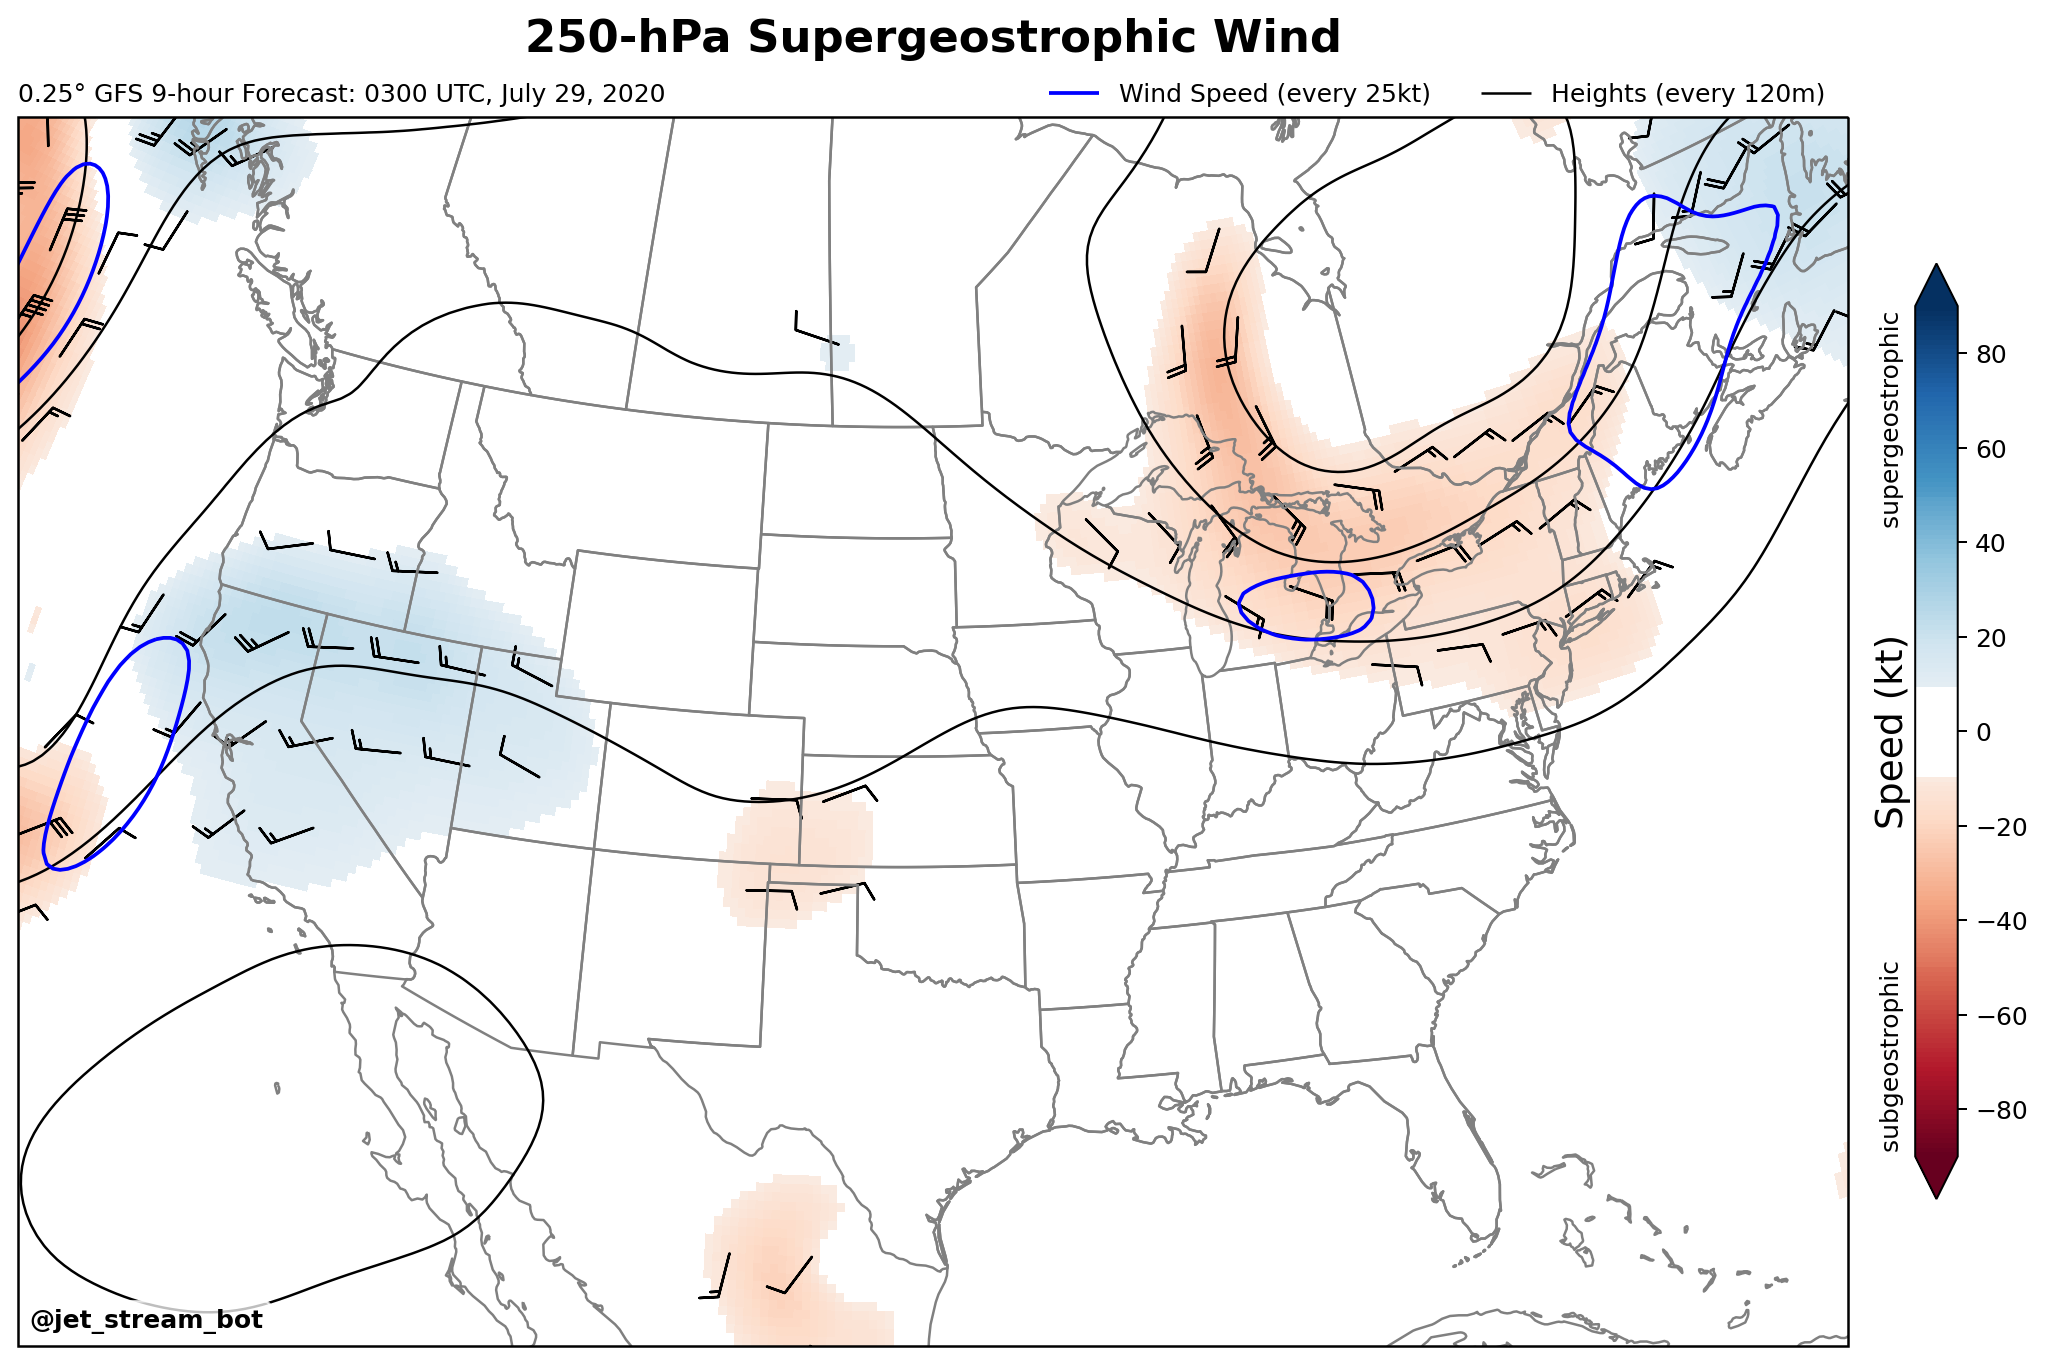 250-hPa Supergeostrophic Wind
0.25° GFS 9-hour Forecast: 0300 UTC, July 29, 2020
Wind Speed (every 25kt)
Heights (every 120m)
supergeostrophic
subgeostrophic
Speed (kt)
80
60
40
20
0
−20
−40
−60
−80
@jet_stream_bot